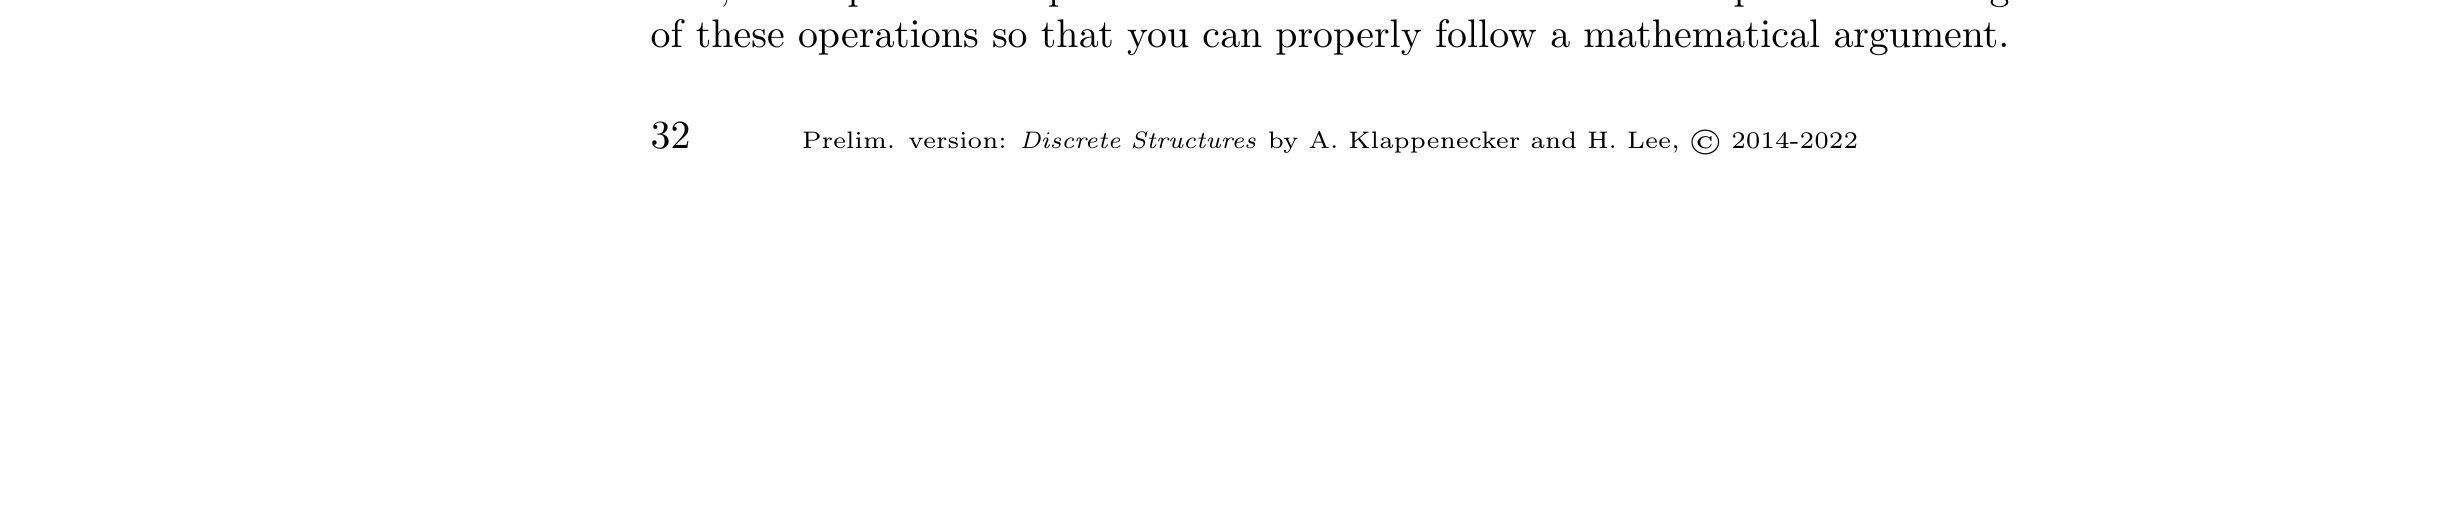 of these operations so that you can properly follow a mathematical argument.
32 Prelim. version: Discrete Structures by A. Klappenecker and H. Lee, © 2014-2022